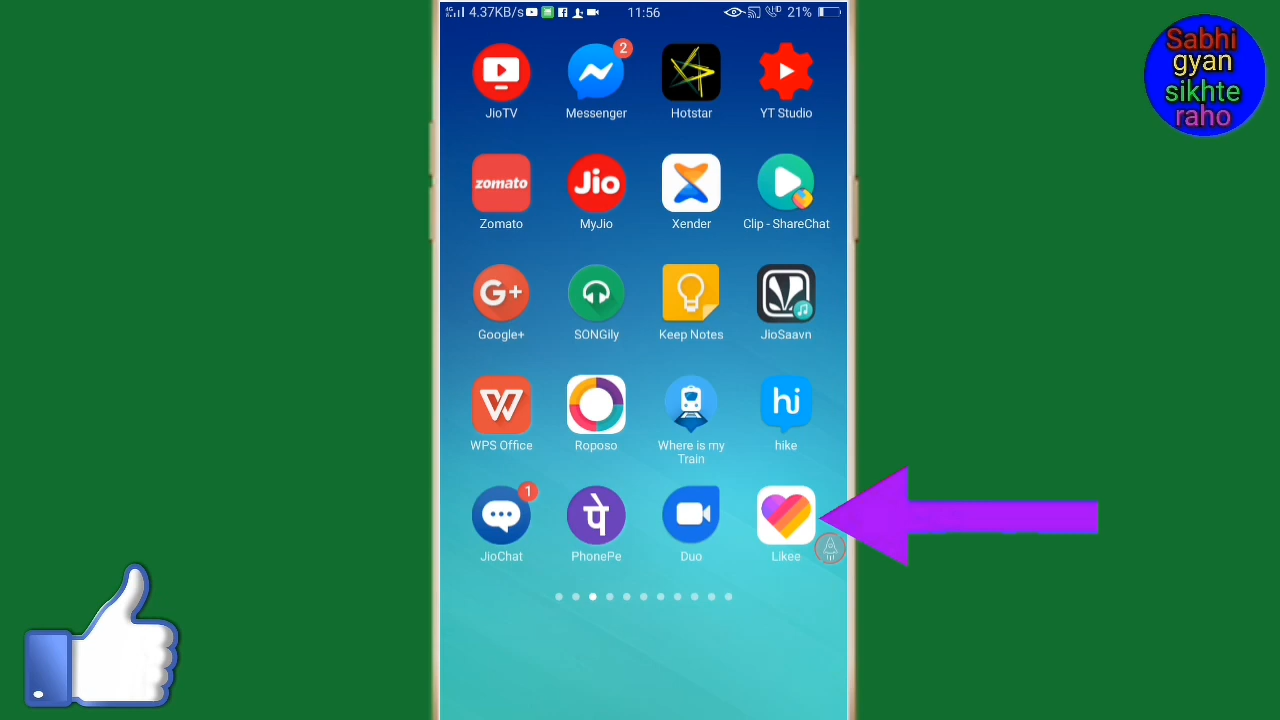 4G 4.37KB/s 11:56 HD 21%
2
JioTV Messenger Hotstar YT Studio
zomato Jio
Zomato MyJio Xender Clip - ShareChat
G+
Google+ SONGily Keep Notes JioSaavn
W hi
WPS Office Roposo Where is my hike
Train
1
पे
JioChat PhonePe Duo Likee
Sabhi
gyan
sikhte
raho